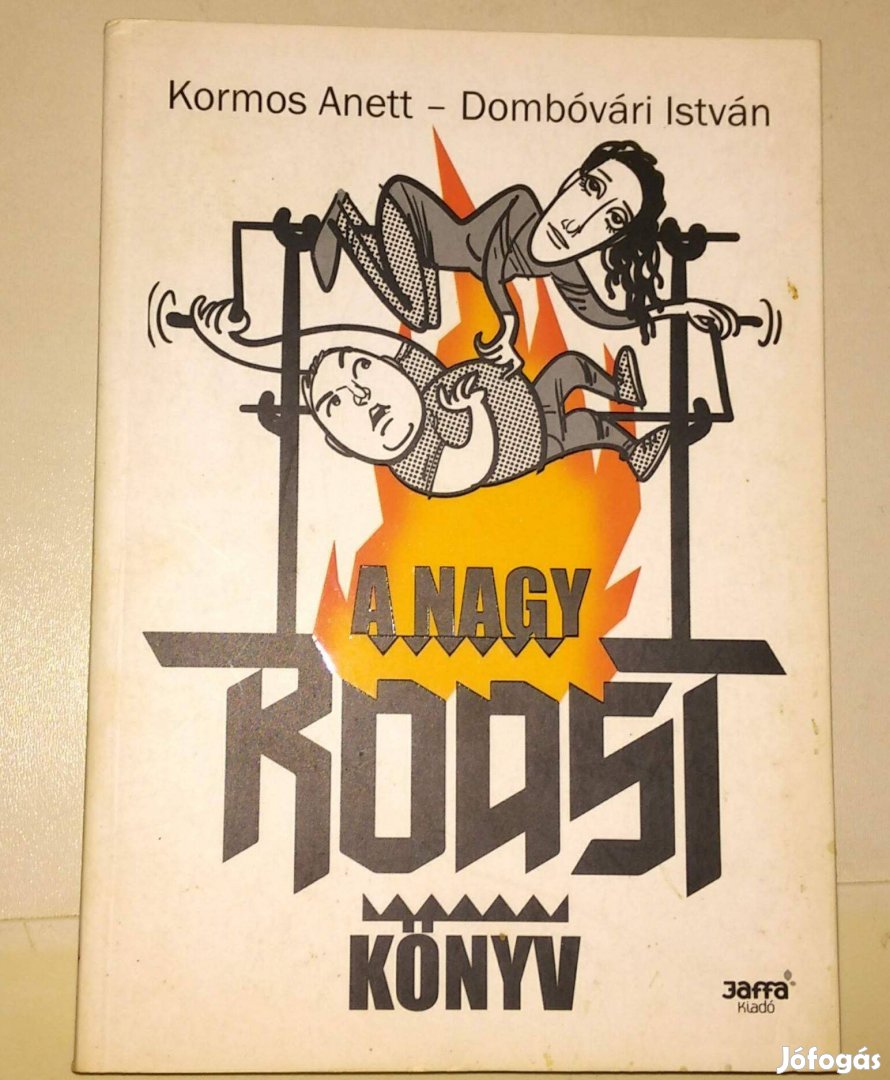 Kormos Anett – Dombóvári István
A NAGY
ROAST
KÖNYV
Jaffa
Kiadó
Jófogás